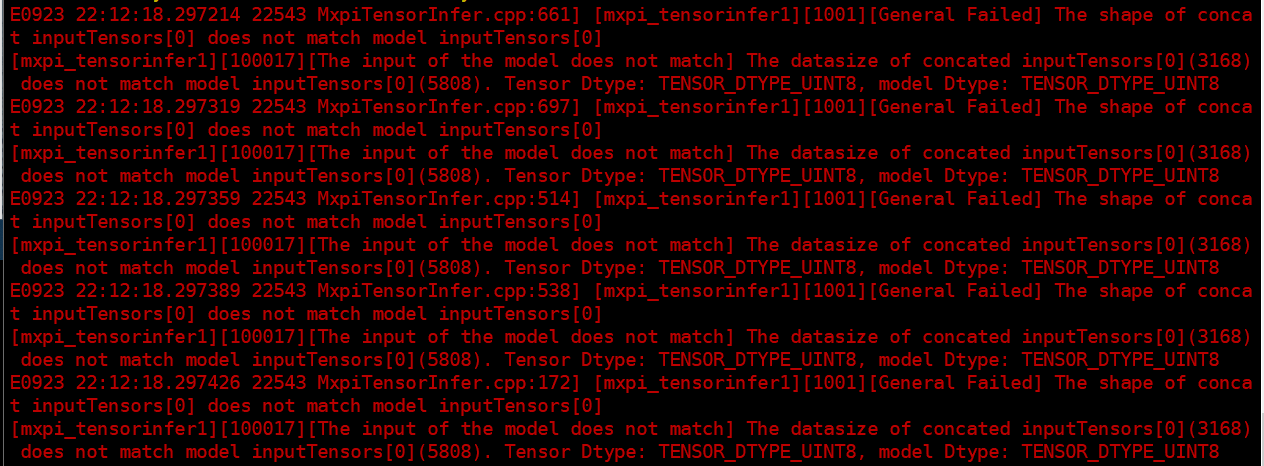 E0923 22:12:18.297214 22543 MxpiTensorInfer.cpp:661] [mxpi_tensorinfer1][1001][General Failed] The shape of conca
t inputTensors[0] does not match model inputTensors[0]
[mxpi_tensorinfer1][100017][The input of the model does not match] The datasize of concated inputTensors[0](3168)
 does not match model inputTensors[0](5808). Tensor Dtype: TENSOR_DTYPE_UINT8, model Dtype: TENSOR_DTYPE_UINT8
E0923 22:12:18.297319 22543 MxpiTensorInfer.cpp:697] [mxpi_tensorinfer1][1001][General Failed] The shape of conca
t inputTensors[0] does not match model inputTensors[0]
[mxpi_tensorinfer1][100017][The input of the model does not match] The datasize of concated inputTensors[0](3168)
 does not match model inputTensors[0](5808). Tensor Dtype: TENSOR_DTYPE_UINT8, model Dtype: TENSOR_DTYPE_UINT8
E0923 22:12:18.297359 22543 MxpiTensorInfer.cpp:514] [mxpi_tensorinfer1][1001][General Failed] The shape of conca
t inputTensors[0] does not match model inputTensors[0]
[mxpi_tensorinfer1][100017][The input of the model does not match] The datasize of concated inputTensors[0](3168)
 does not match model inputTensors[0](5808). Tensor Dtype: TENSOR_DTYPE_UINT8, model Dtype: TENSOR_DTYPE_UINT8
E0923 22:12:18.297389 22543 MxpiTensorInfer.cpp:538] [mxpi_tensorinfer1][1001][General Failed] The shape of conca
t inputTensors[0] does not match model inputTensors[0]
[mxpi_tensorinfer1][100017][The input of the model does not match] The datasize of concated inputTensors[0](3168)
 does not match model inputTensors[0](5808). Tensor Dtype: TENSOR_DTYPE_UINT8, model Dtype: TENSOR_DTYPE_UINT8
E0923 22:12:18.297426 22543 MxpiTensorInfer.cpp:172] [mxpi_tensorinfer1][1001][General Failed] The shape of conca
t inputTensors[0] does not match model inputTensors[0]
[mxpi_tensorinfer1][100017][The input of the model does not match] The datasize of concated inputTensors[0](3168)
 does not match model inputTensors[0](5808). Tensor Dtype: TENSOR_DTYPE_UINT8, model Dtype: TENSOR_DTYPE_UINT8